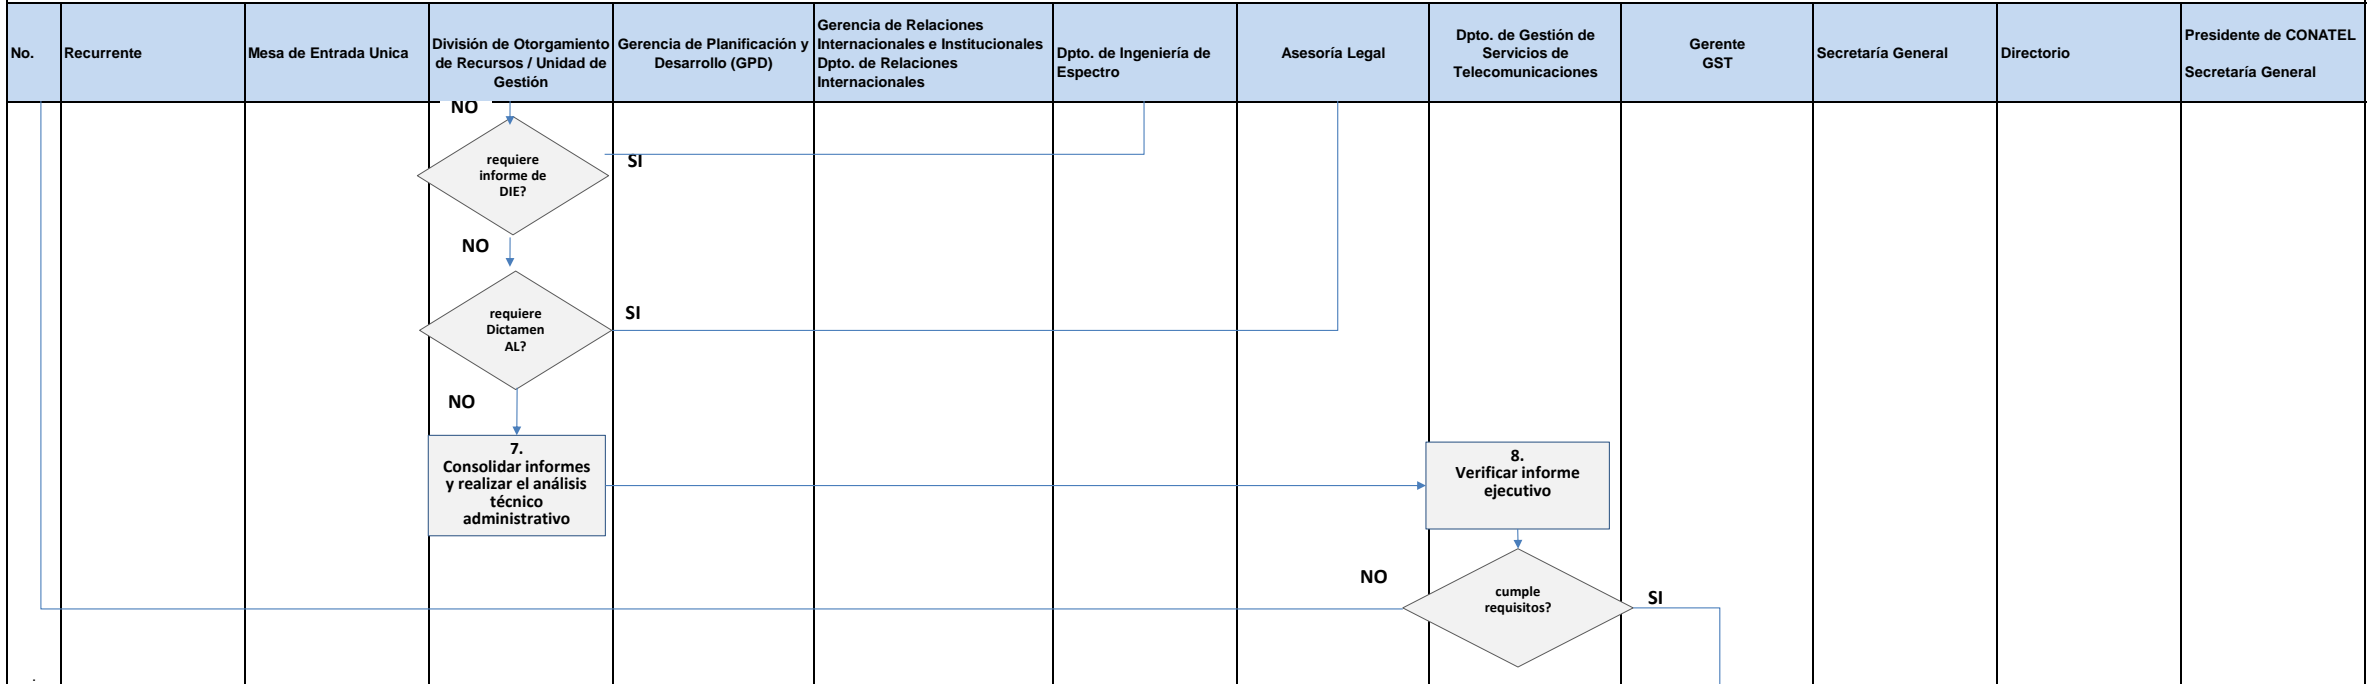 No.
Recurrente
Mesa de Entrada Unica
División de Otorgamiento
de Recursos / Unidad de
Gestión
Gerencia de Planificación y
Desarrollo (GPD)
Gerencia de Relaciones
Internacionales e Institucionales
Dpto. de Relaciones
Internacionales
Dpto. de Ingeniería de
Espectro
Asesoría Legal
Dpto. de Gestión de
Servicios de
Telecomunicaciones
Gerente
GST
Secretaría General
Directorio
Presidente de CONATEL
Secretaría General
NO
requiere
informe de
DIE?
SI
NO
requiere
Dictamen
AL?
SI
NO
7.
Consolidar informes
y realizar el análisis
técnico
administrativo
8.
Verificar informe
ejecutivo
NO
cumple
requisitos?
SI
.